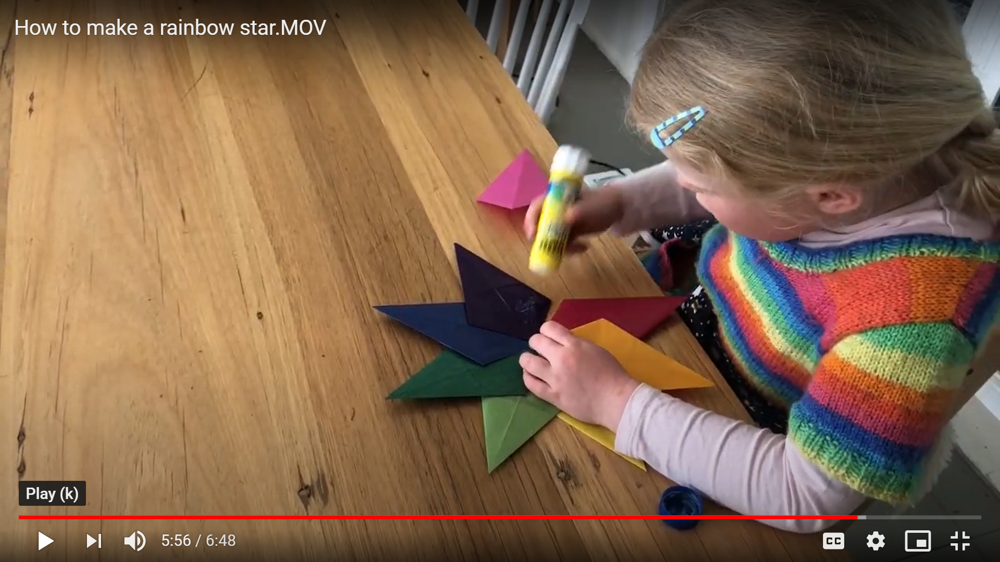 How to make a rainbow star.MOV
Play (k)
5:56 / 6:48
CC